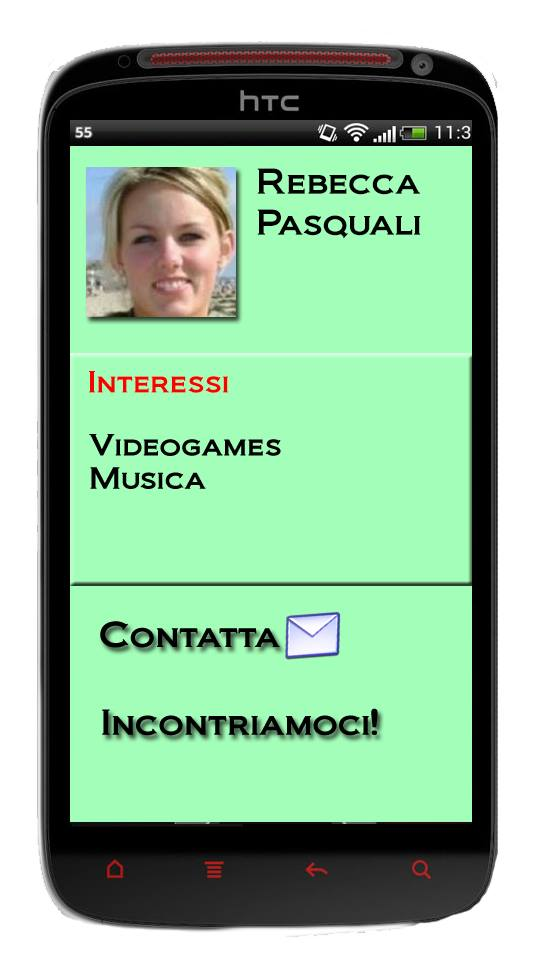 hTC
55 11:3
Rebecca
Pasquali
Interessi
Videogames
Musica
Contatta
Incontriamoci!